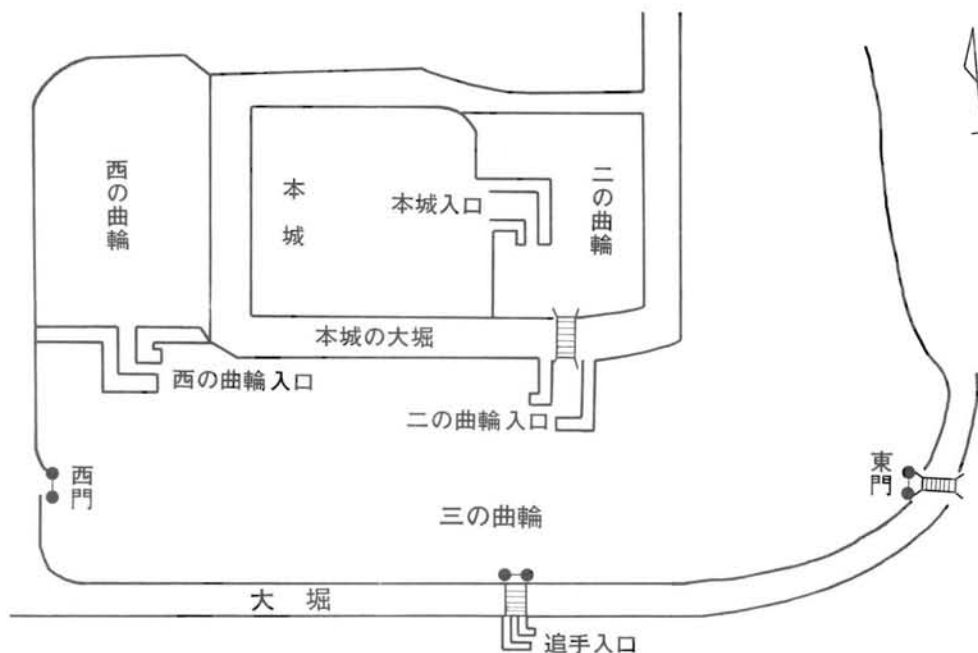 西の曲輪
本城
本城入口
二の曲輪
本城の大堀
西の曲輪入口
二の曲輪入口
西門
東門
三の曲輪
大堀
追手入口